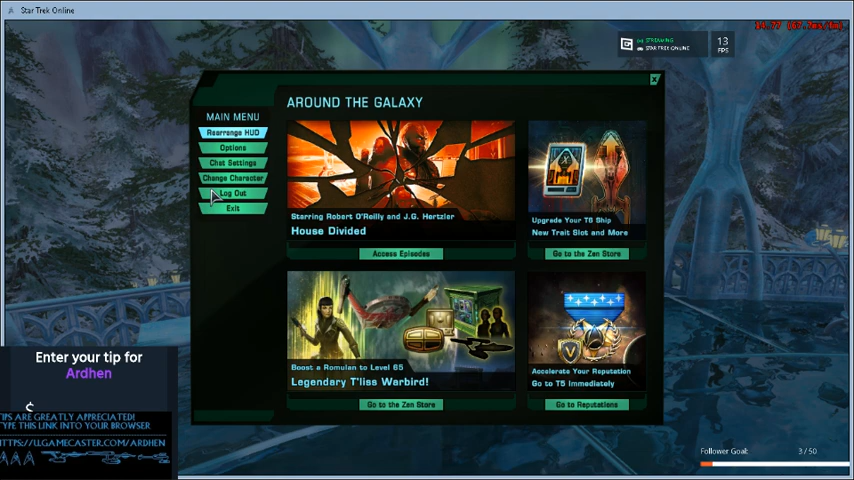 Star Trek Online
STREAMING
STAR TREK ONLINE
13
FPS
AROUND THE GALAXY
MAIN MENU
Rearrange HUD
Options
Chat Settings
Change Character
Log Out
Exit
Starring Robert O'Reilly and J.G. Hertzler
House Divided
Access Episodes
Upgrade Your T6 Ship
New Trait Slot and More
Go to the Zen Store
Boost a Romulan to Level 65
Legendary T'liss Warbird!
Go to the Zen Store
Accelerate Your Reputation
Go to T5 Immediately
Go to Reputations
Enter your tip for
Ardhen
TIPS ARE GREATLY APPRECIATED!
TYPE THIS LINK INTO YOUR BROWSER
Follower Goal:
3 / 50